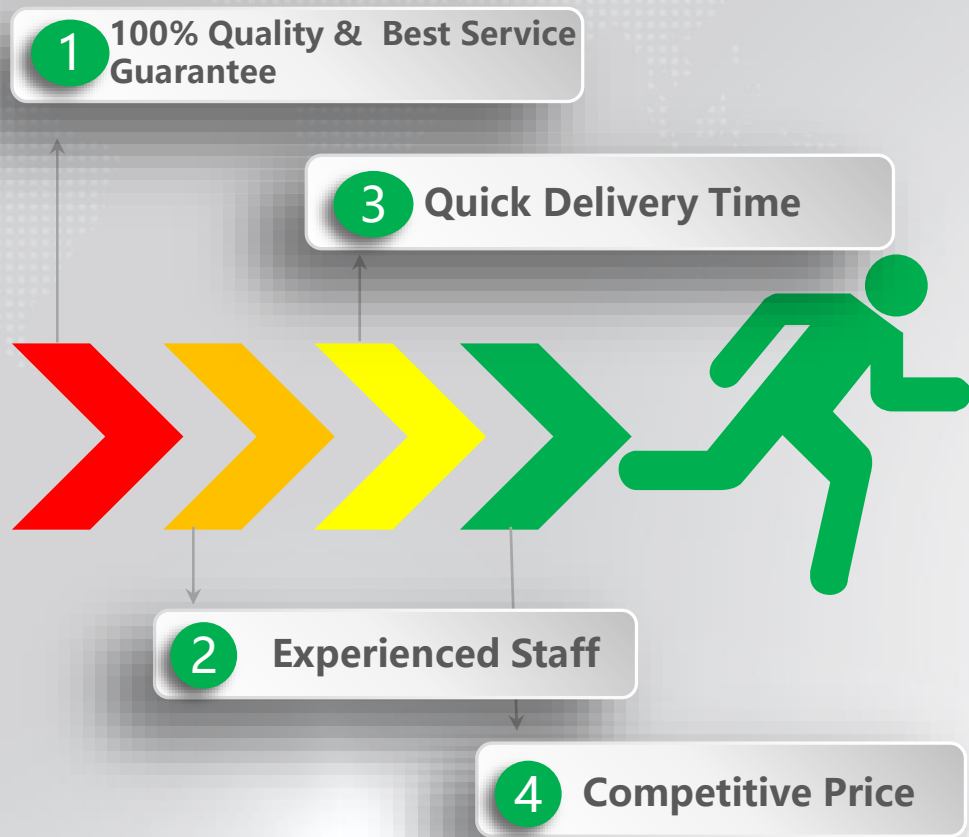 1 100% Quality & Best Service
Guarantee
3 Quick Delivery Time
2 Experienced Staff
4 Competitive Price